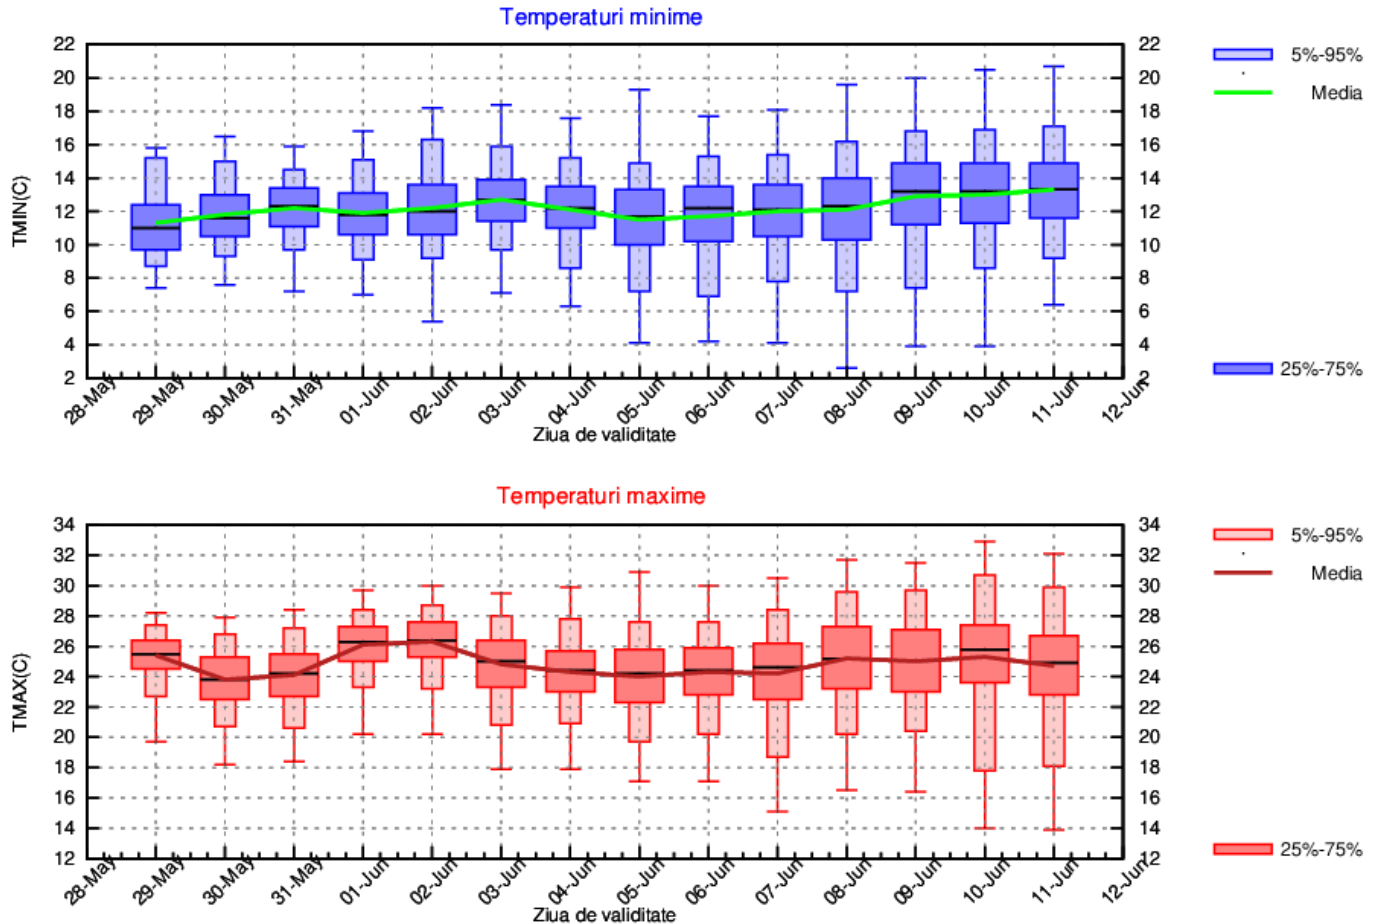 Temperaturi minime
22 22
20 20
18 18
16 16
14 14
12 12
10 10
8 8
6 6
4 4
2 2
TMIN(C)
28-May 29-May 30-May 31-May 01-Jun 02-Jun 03-Jun 04-Jun 05-Jun 06-Jun 07-Jun 08-Jun 09-Jun 10-Jun 11-Jun 12-Jun
Ziua de validitate
5%-95%
Media
25%-75%
Temperaturi maxime
34 34
32 32
30 30
28 28
26 26
24 24
22 22
20 20
18 18
16 16
14 14
12 12
TMAX(C)
28-May 29-May 30-May 31-May 01-Jun 02-Jun 03-Jun 04-Jun 05-Jun 06-Jun 07-Jun 08-Jun 09-Jun 10-Jun 11-Jun 12-Jun
Ziua de validitate
5%-95%
Media
25%-75%